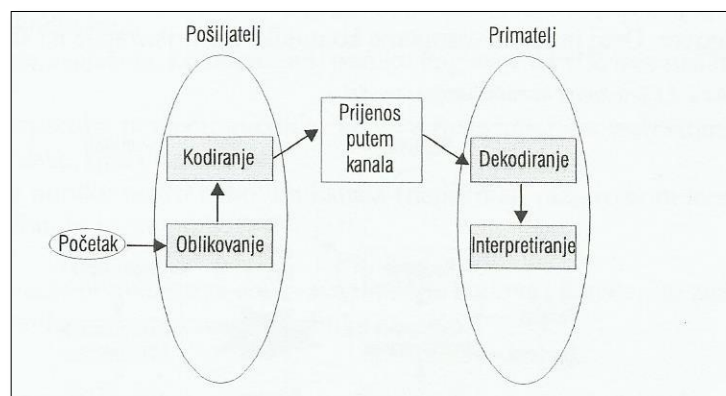 Pošiljatelj
Primatelj
Prijenos
putem
kanala
Kodiranje
Dekodiranje
Početak
Oblikovanje
Interpretiranje